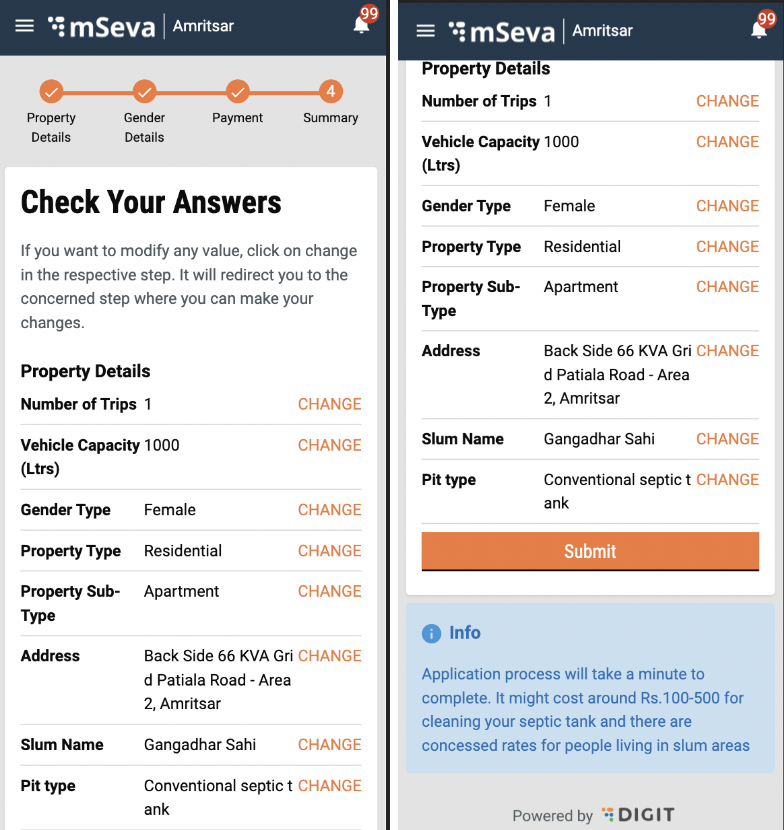 mSeva Amritsar 99
4
Property Details
Gender Details
Payment
Summary
Check Your Answers
If you want to modify any value, click on change
in the respective step. It will redirect you to the
concerned step where you can make your
changes.
Property Details
Number of Trips 1 CHANGE
Vehicle Capacity 1000 CHANGE
(Ltrs)
Gender Type Female CHANGE
Property Type Residential CHANGE
Property Sub- Apartment CHANGE
Type
Address Back Side 66 KVA Gri CHANGE
d Patiala Road - Area
2, Amritsar
Slum Name Gangadhar Sahi CHANGE
Pit type Conventional septic t CHANGE
ank
mSeva Amritsar 99
Property Details
Number of Trips 1 CHANGE
Vehicle Capacity 1000 CHANGE
(Ltrs)
Gender Type Female CHANGE
Property Type Residential CHANGE
Property Sub- Apartment CHANGE
Type
Address Back Side 66 KVA Gri CHANGE
d Patiala Road - Area
2, Amritsar
Slum Name Gangadhar Sahi CHANGE
Pit type Conventional septic t CHANGE
ank
Submit
i Info
Application process will take a minute to
complete. It might cost around Rs.100-500 for
cleaning your septic tank and there are
concessed rates for people living in slum areas
Powered by DIGIT